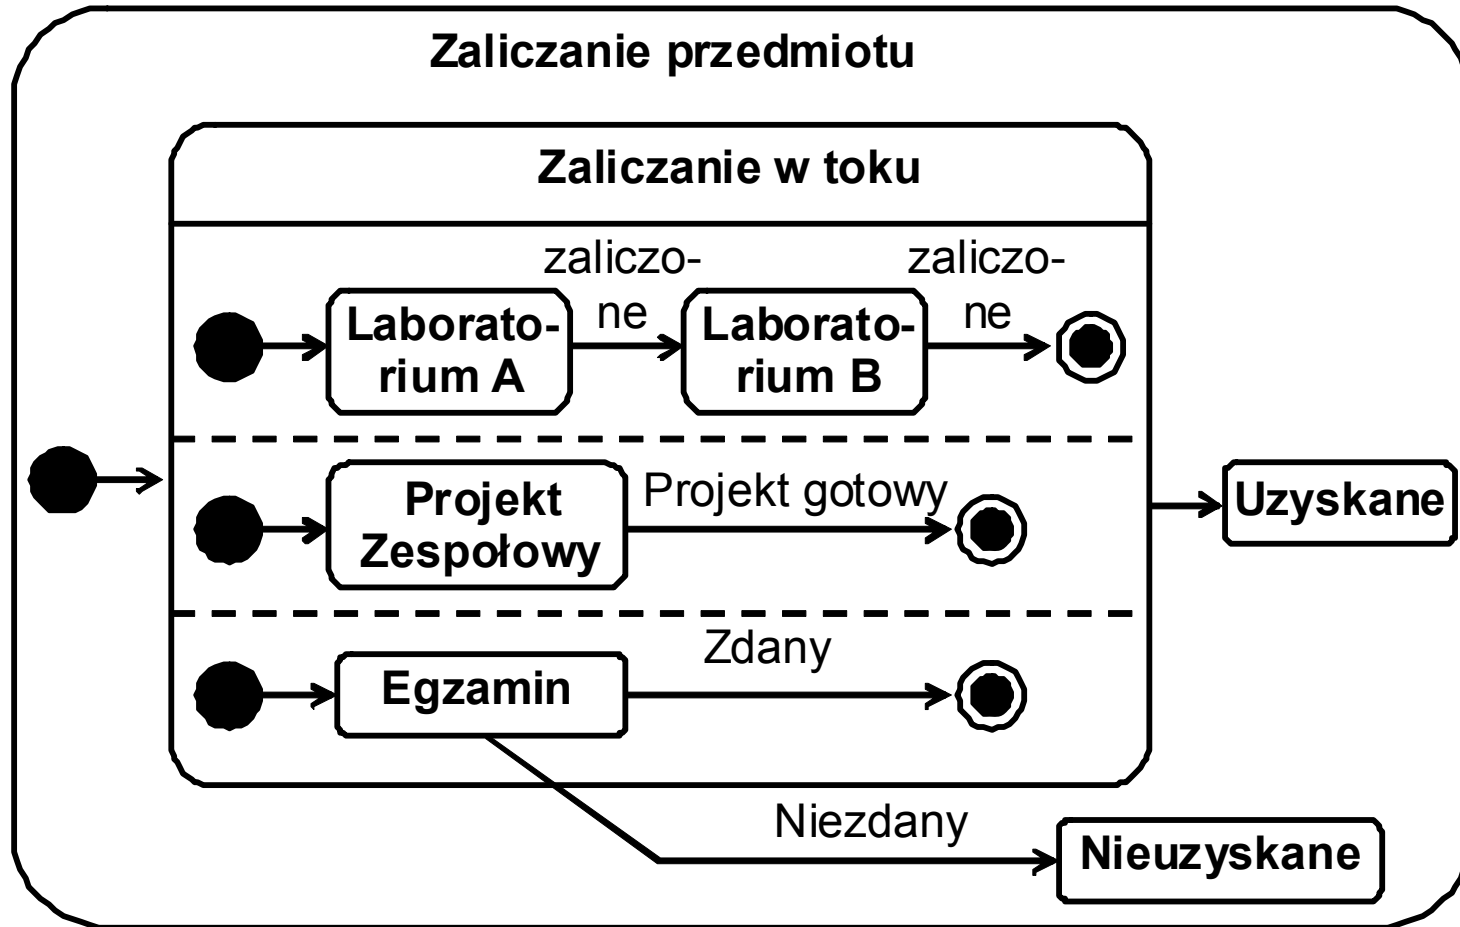 Zaliczanie przedmiotu
Zaliczanie w toku
zaliczo-
ne
zaliczo-
ne
Laborato-
rium A
Laborato-
rium B
Projekt
Zespołowy
Projekt gotowy
Uzyskane
Egzamin
Zdany
Niezdany
Nieuzyskane